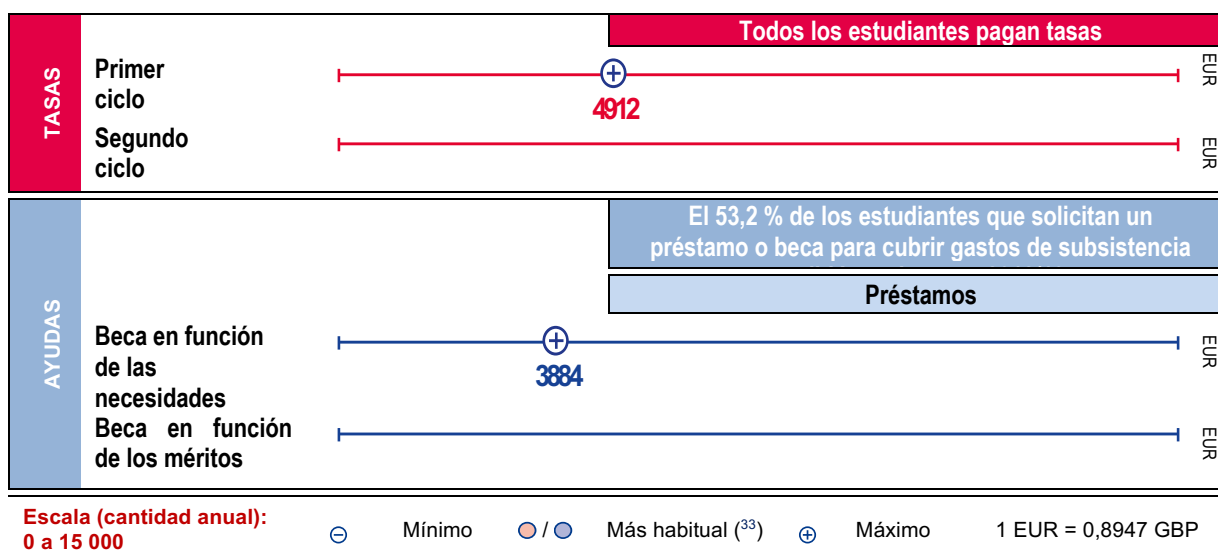 Todos los estudiantes pagan tasas
TASAS
Primer
ciclo
4912
EUR
Segundo
ciclo
EUR
El 53,2 % de los estudiantes que solicitan un
préstamo o beca para cubrir gastos de subsistencia
Préstamos
AYUDAS
Beca en función
de las
necesidades
3884
EUR
Beca en función
de los méritos
EUR
Escala (cantidad anual):
0 a 15 000
Mínimo
/
Más habitual (33)
Máximo
1 EUR = 0,8947 GBP